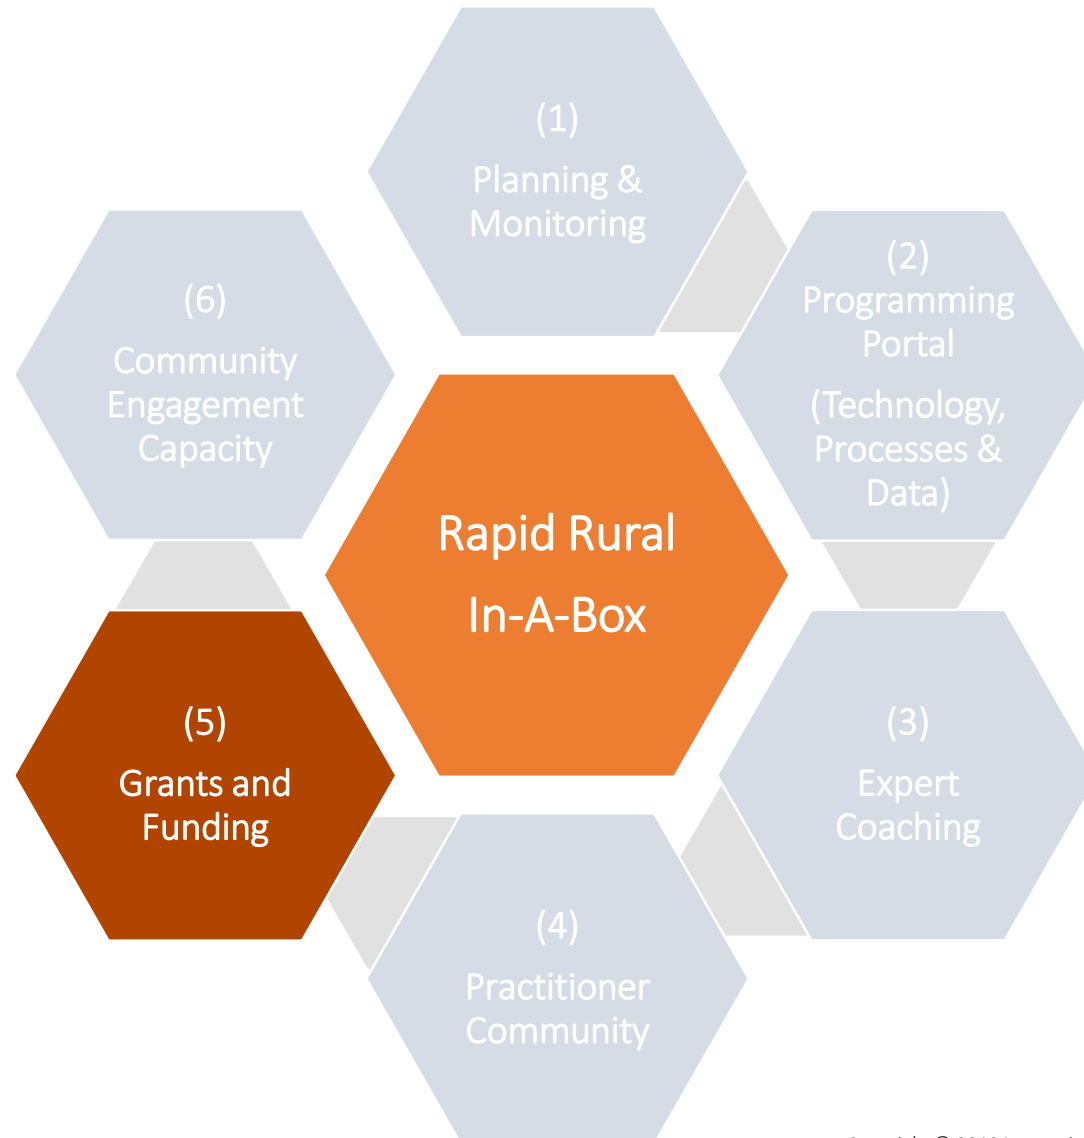 (1)
Planning &
Monitoring
(2)
Programming
Portal
(Technology,
Processes &
Data)
(3)
Expert
Coaching
(4)
Practitioner
Community
(5)
Grants and
Funding
(6)
Community
Engagement
Capacity
Rapid Rural
In-A-Box